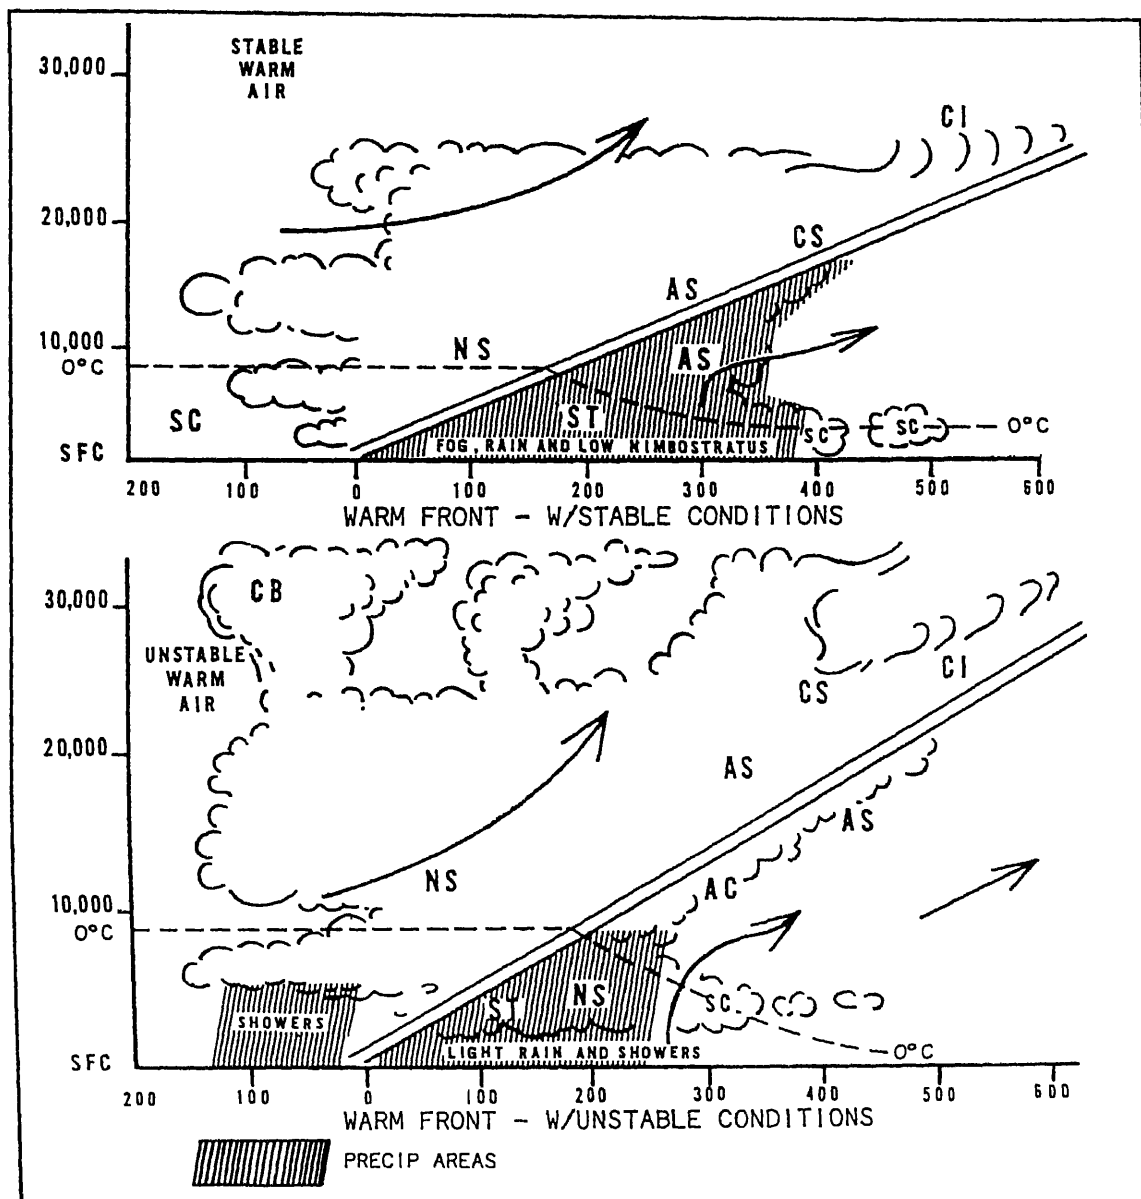 STABLE
WARM
AIR
30,000
CI
20,000
CS
AS
10,000
NS
0°C
AS
SC
ST
SC
SC
0°C
SFC
FOG, RAIN AND LOW NIMBOSTRATUS
200 100 0 100 200 300 400 500 600
WARM FRONT - W/STABLE CONDITIONS
CB
30,000
UNSTABLE
WARM
AIR
CI
CS
20,000
AS
AS
NS
AC
10,000
0°C
ST
NS
SC
SHOWERS
LIGHT RAIN AND SHOWERS
0°C
SFC
200 100 0 100 200 300 400 500 600
WARM FRONT - W/UNSTABLE CONDITIONS
PRECIP AREAS